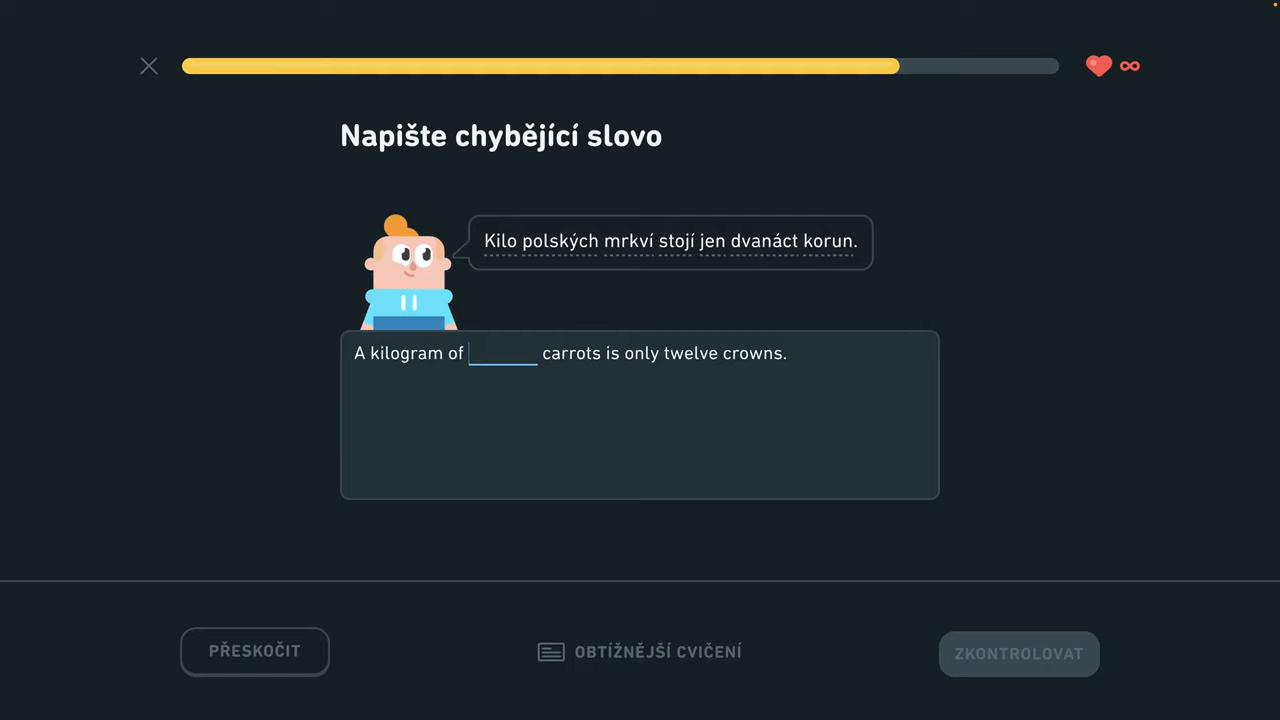 Napište chybějící slovo
Kilo polských mrkví stojí jen dvanáct korun.
A kilogram of ______ carrots is only twelve crowns.
PŘESKOČIT
OBTÍŽNĚJŠÍ CVIČENÍ
ZKONTROLOVAT